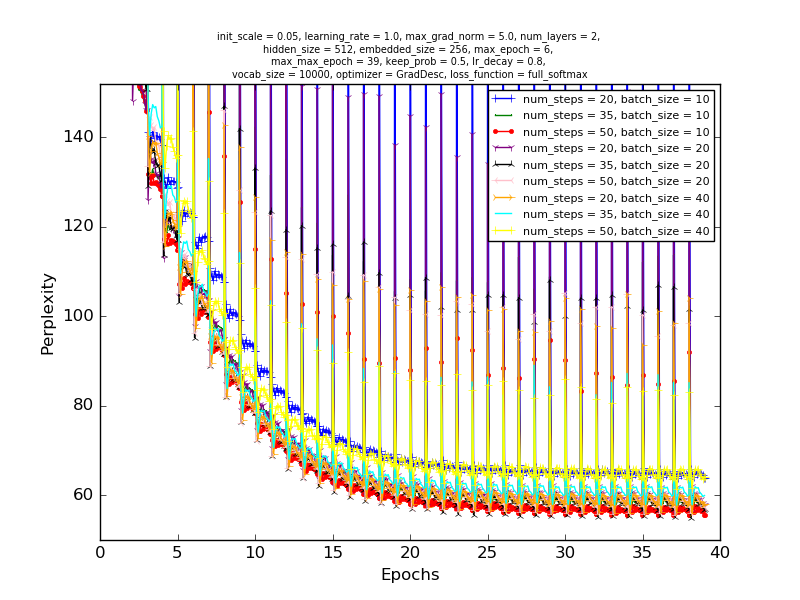 init_scale = 0.05, learning_rate = 1.0, max_grad_norm = 5.0, num_layers = 2,
hidden_size = 512, embedded_size = 256, max_epoch = 6,
max_max_epoch = 39, keep_prob = 0.5, lr_decay = 0.8,
vocab_size = 10000, optimizer = GradDesc, loss_function = full_softmax
num_steps = 20, batch_size = 10
num_steps = 35, batch_size = 10
num_steps = 50, batch_size = 10
num_steps = 20, batch_size = 20
num_steps = 35, batch_size = 20
num_steps = 50, batch_size = 20
num_steps = 20, batch_size = 40
num_steps = 35, batch_size = 40
num_steps = 50, batch_size = 40
Perplexity
140
120
100
80
60
0 5 10 15 20 25 30 35 40
Epochs